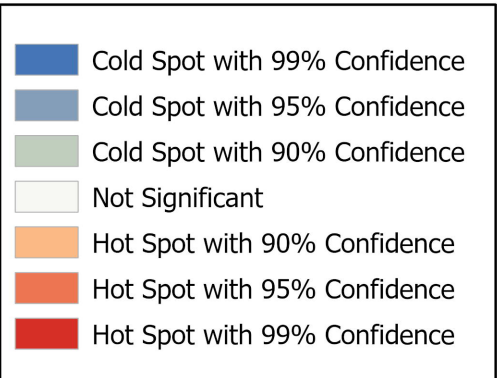 Cold Spot with 99% Confidence
Cold Spot with 95% Confidence
Cold Spot with 90% Confidence
Not Significant
Hot Spot with 90% Confidence
Hot Spot with 95% Confidence
Hot Spot with 99% Confidence